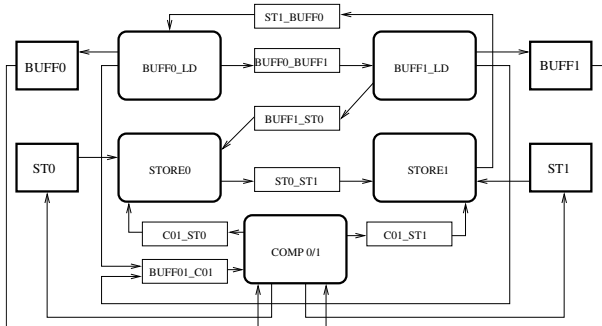 ST1_BUFF0
BUFF0
BUFF0_LD
BUFF0_BUFF1
BUFF1_LD
BUFF1
BUFF1_ST0
ST0
STORE0
ST0_ST1
STORE1
ST1
C01_ST0
C01_ST1
COMP 0/1
BUFF01_C01